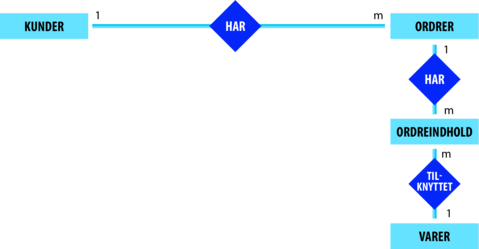 KUNDER 1 HAR m ORDRER
1
HAR
m
ORDREINDHOLD
m
TIL-
KNYTTET
1
VARER